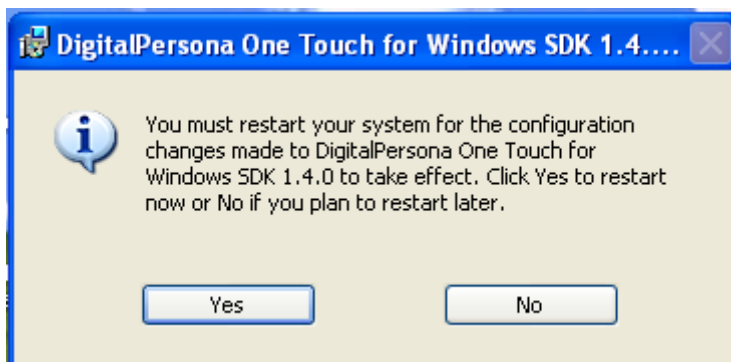 DigitalPersona One Touch for Windows SDK 1.4....
You must restart your system for the configuration
changes made to DigitalPersona One Touch for
Windows SDK 1.4.0 to take effect. Click Yes to restart
now or No if you plan to restart later.
Yes No